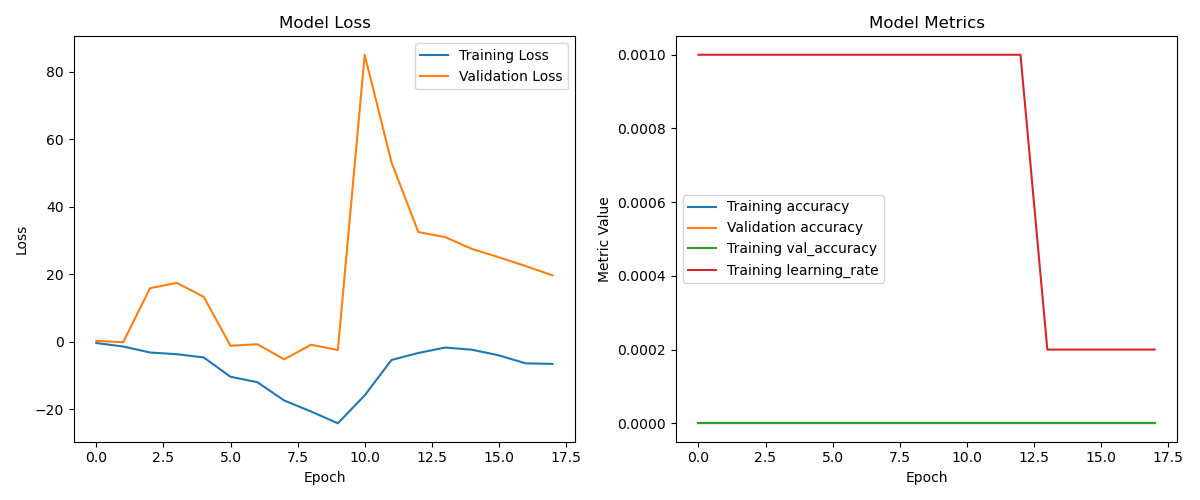 Model Loss
Training Loss
Validation Loss
80
60
40
20
0
−20
Loss
0.0 2.5 5.0 7.5 10.0 12.5 15.0 17.5
Epoch
Model Metrics
0.0010
0.0008
0.0006
0.0004
0.0002
0.0000
Metric Value
Training accuracy
Validation accuracy
Training val_accuracy
Training learning_rate
0.0 2.5 5.0 7.5 10.0 12.5 15.0 17.5
Epoch